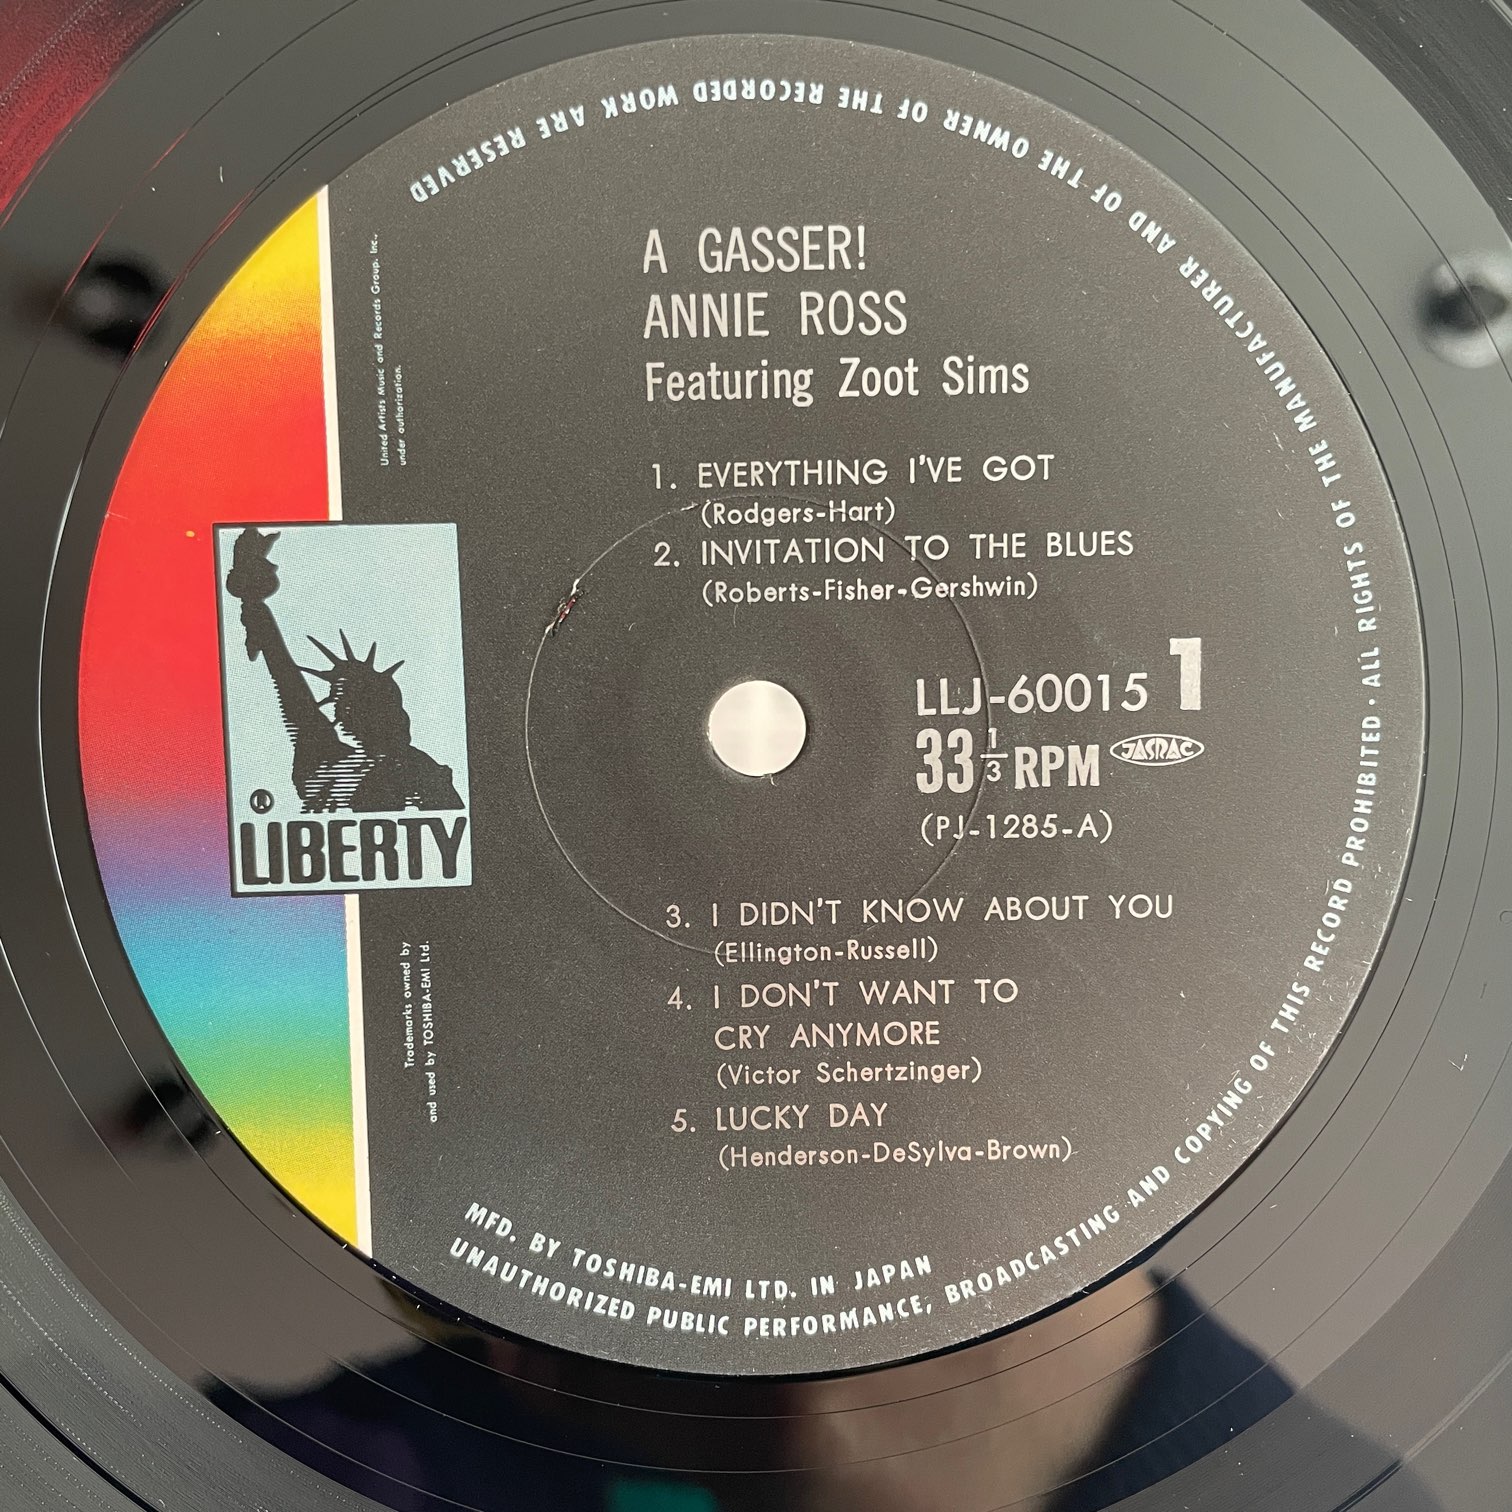 A GASSER!
ANNIE ROSS
Featuring Zoot Sims
1. EVERYTHING I'VE GOT
(Rodgers-Hart)
2. INVITATION TO THE BLUES
(Roberts-Fisher-Gershwin)
LLJ-60015 1
33 1/3 RPM JASRAC
(PJ-1285-A)
3. I DIDN'T KNOW ABOUT YOU
(Ellington-Russell)
4. I DON'T WANT TO
CRY ANYMORE
(Victor Schertzinger)
5. LUCKY DAY
(Henderson-DeSylva-Brown)
® LIBERTY
United Artists Music and Records Group, Inc.
under authorization.
Trademarks owned by
and used by TOSHIBA-EMI Ltd.
MFD. BY TOSHIBA-EMI LTD. IN JAPAN
UNAUTHORIZED PUBLIC PERFORMANCE, BROADCASTING AND COPYING OF THIS RECORD PROHIBITED · ALL RIGHTS OF THE MANUFACTURER AND OF THE OWNER OF THE RECORDED WORK ARE RESERVED